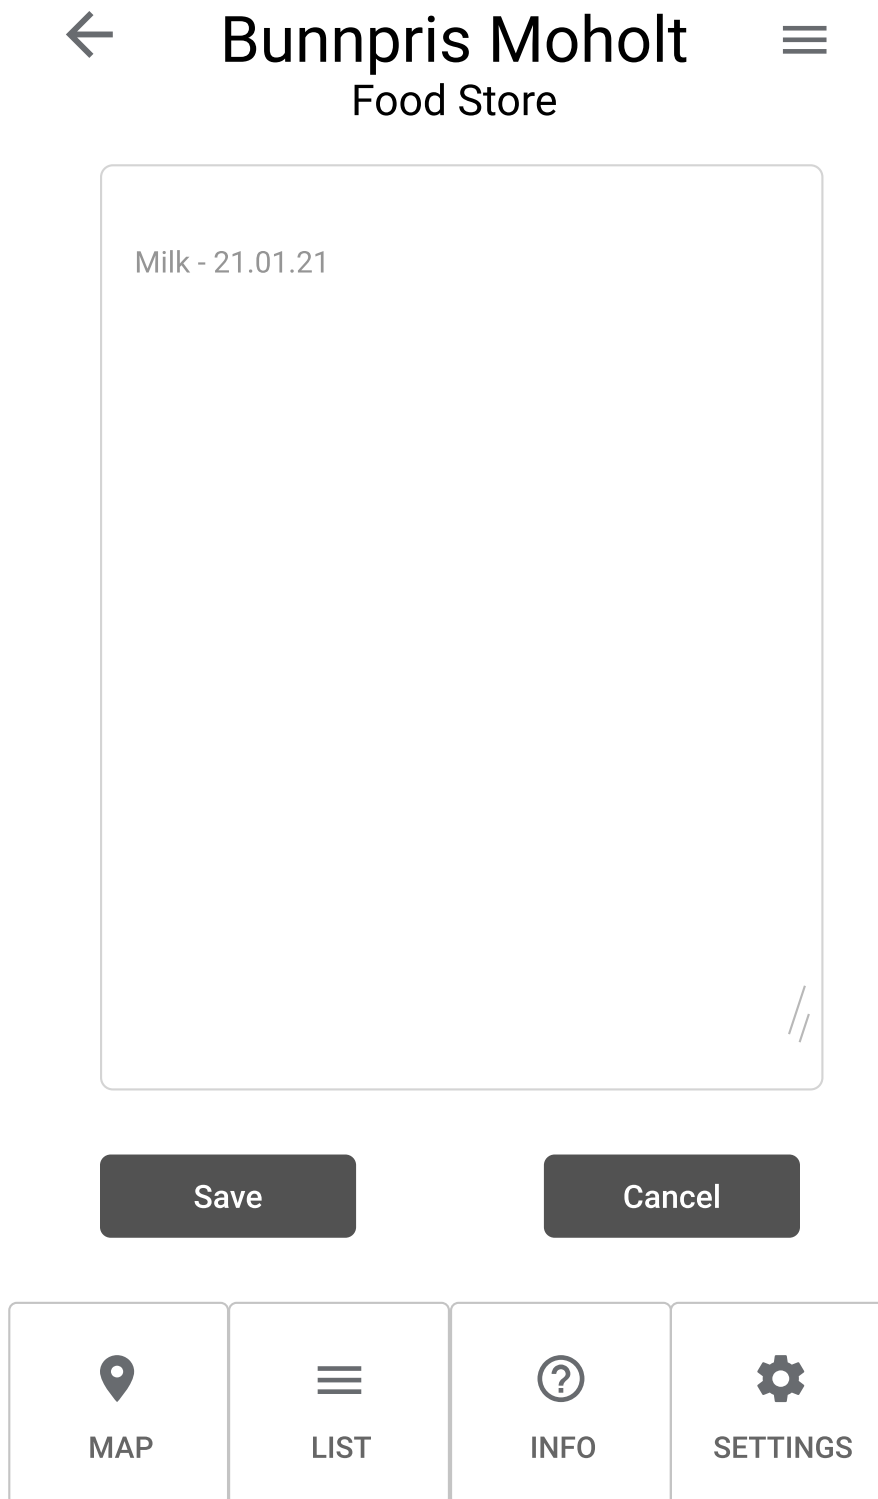 Bunnpris Moholt
Food Store
Milk - 21.01.21
Save
Cancel
MAP
LIST
INFO
SETTINGS